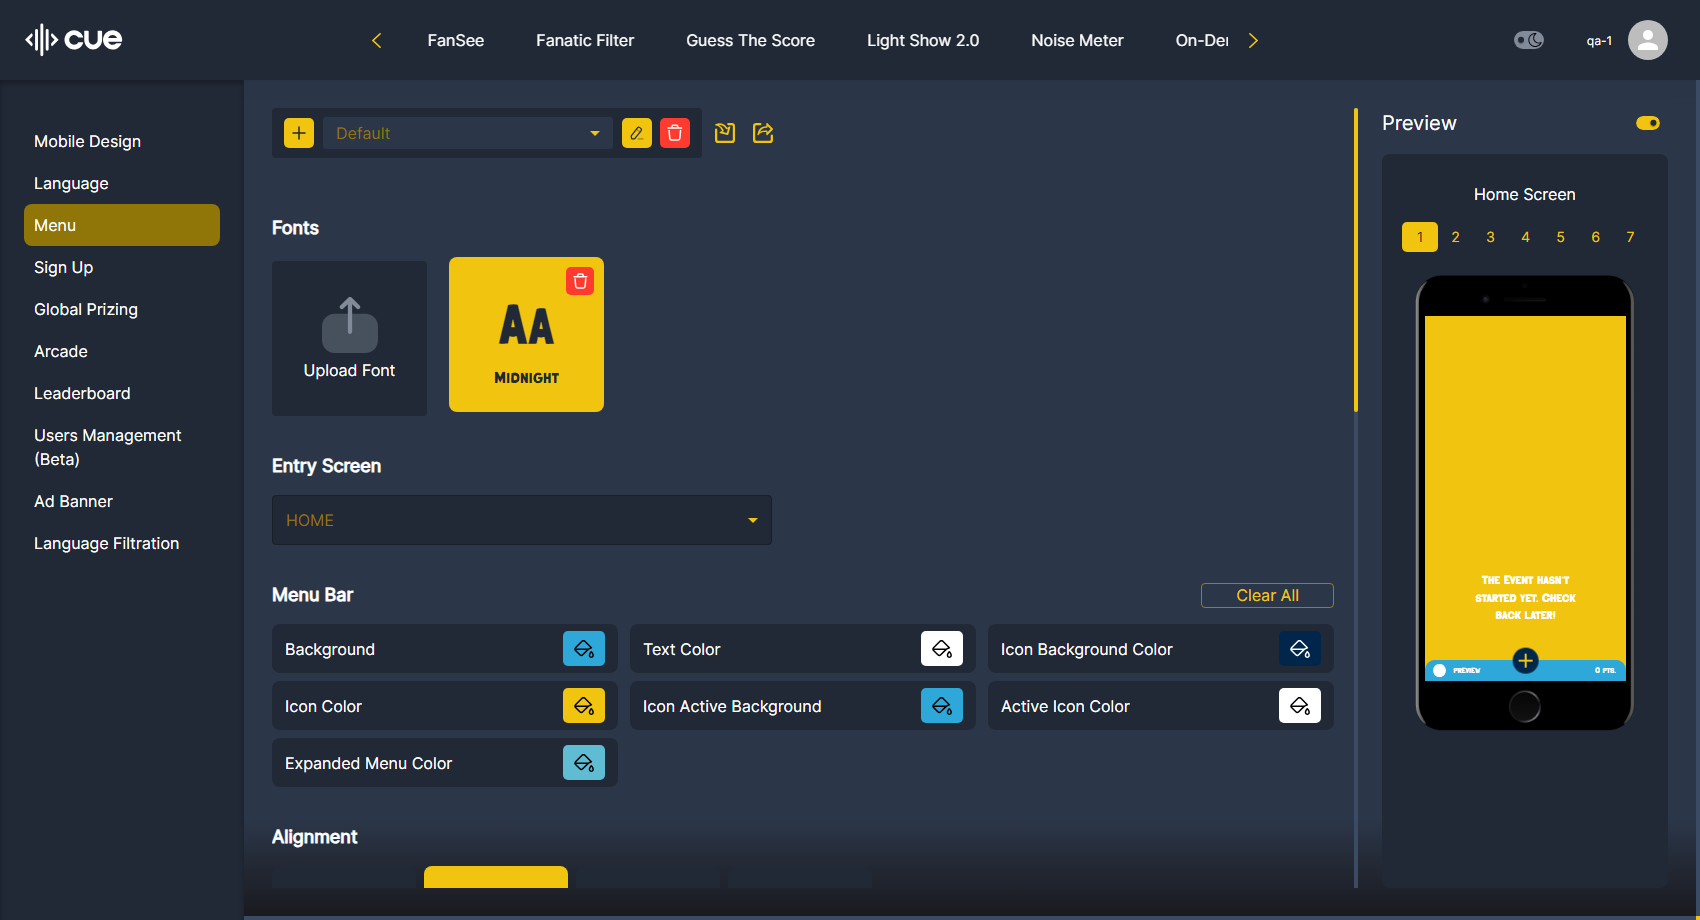 cue
FanSee
Fanatic Filter
Guess The Score
Light Show 2.0
Noise Meter
On-De
qa-1
Mobile Design
Language
Menu
Sign Up
Global Prizing
Arcade
Leaderboard
Users Management
(Beta)
Ad Banner
Language Filtration
Default
Fonts
Upload Font
AA
MIDNIGHT
Entry Screen
HOME
Menu Bar
Clear All
Background
Text Color
Icon Background Color
Icon Color
Icon Active Background
Active Icon Color
Expanded Menu Color
Alignment
Preview
Home Screen
1 2 3 4 5 6 7
THE EVENT HASN'T
STARTED YET. CHECK
BACK LATER!
PREVIEW
0 PTS.